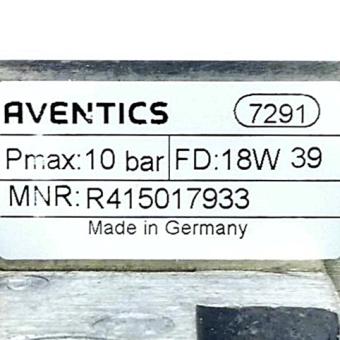 AVENTICS 7291
Pmax:10 bar FD:18W 39
MNR:R415017933
Made in Germany